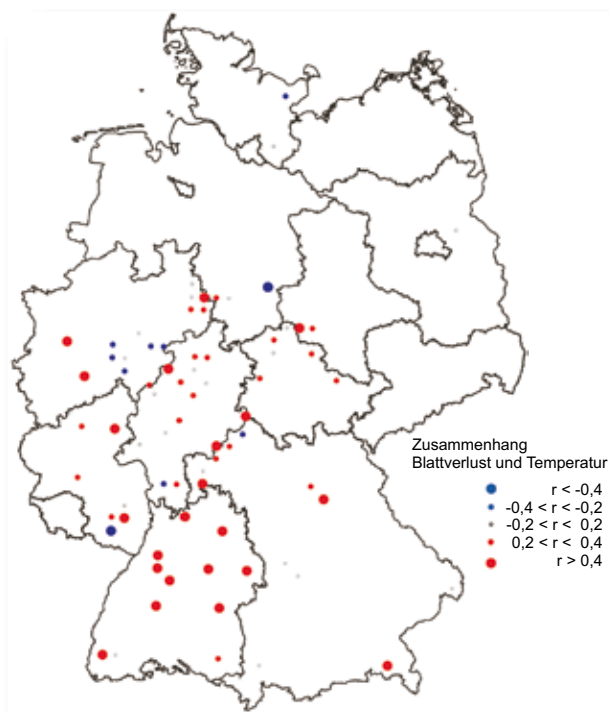 Zusammenhang
Blattverlust und Temperatur
r < -0,4
-0,4 < r < -0,2
-0,2 < r < 0,2
0,2 < r < 0,4
r > 0,4